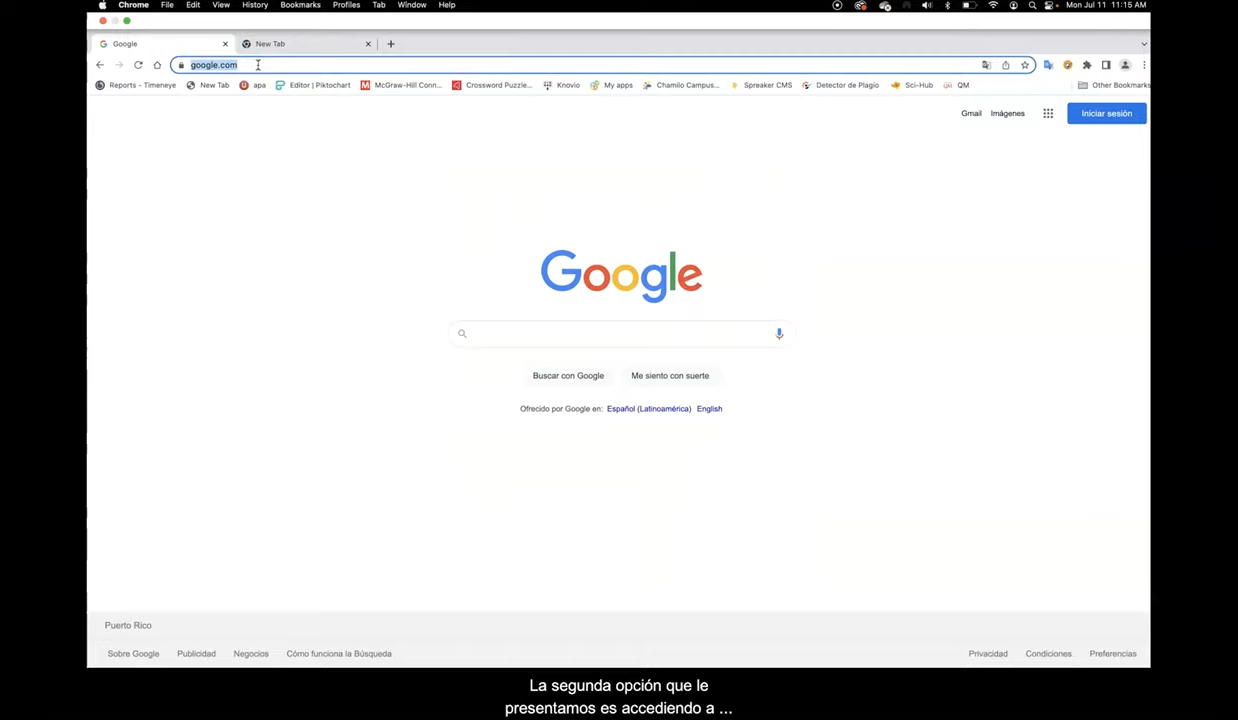 Chrome File Edit View History Bookmarks Profiles Tab Window Help Mon Jul 11 11:15 AM
Google New Tab
google.com
Reports - Timeneye New Tab apa Editor | Piktochart McGraw-Hill Conn... Crossword Puzzle... Knovio My apps Chamilo Campus... Spreaker CMS Detector de Plagio Sci-Hub QM Other Bookmarks
Gmail Imágenes Iniciar sesión
Google
Buscar con Google Me siento con suerte
Ofrecido por Google en: Español (Latinoamérica) English
Puerto Rico
Sobre Google Publicidad Negocios Cómo funciona la Búsqueda Privacidad Condiciones Preferencias
La segunda opción que le
presentamos es accediendo a ...